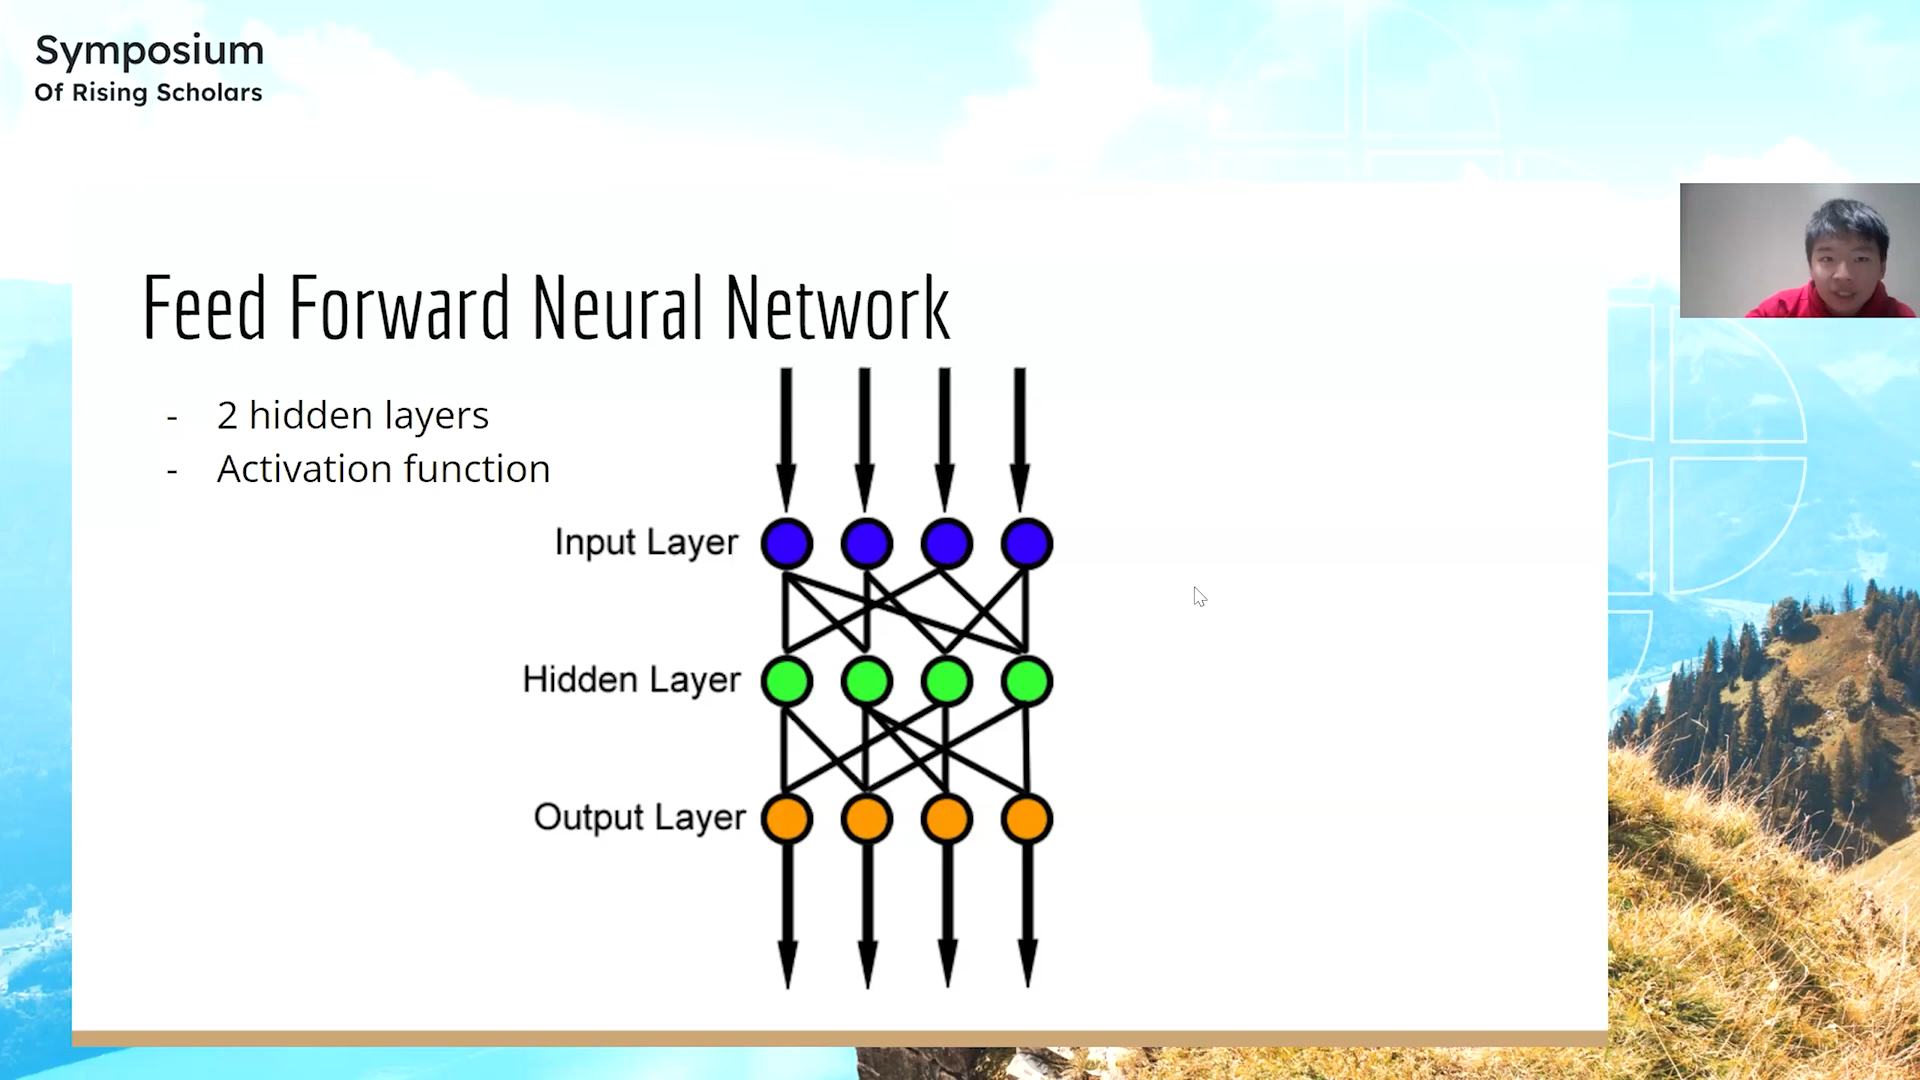 Symposium
Of Rising Scholars
Feed Forward Neural Network
- 2 hidden layers
- Activation function
Input Layer
Hidden Layer
Output Layer